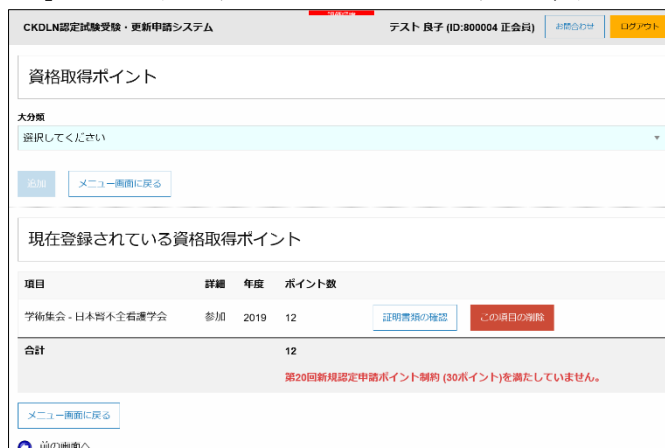 CKDLN認定試験受験・更新申請システム
テスト 良子 (ID:800004 正会員)
お問合わせ
ログアウト
資格取得ポイント
大分類
選択してください
追加
メニュー画面に戻る
現在登録されている資格取得ポイント
項目 詳細 年度 ポイント数
学術集会 - 日本腎不全看護学会 参加 2019 12 証明書類の確認 この項目の削除
合計 12
第20回新規認定申請ポイント制約 (30ポイント)を満たしていません。
メニュー画面に戻る
前の画面へ